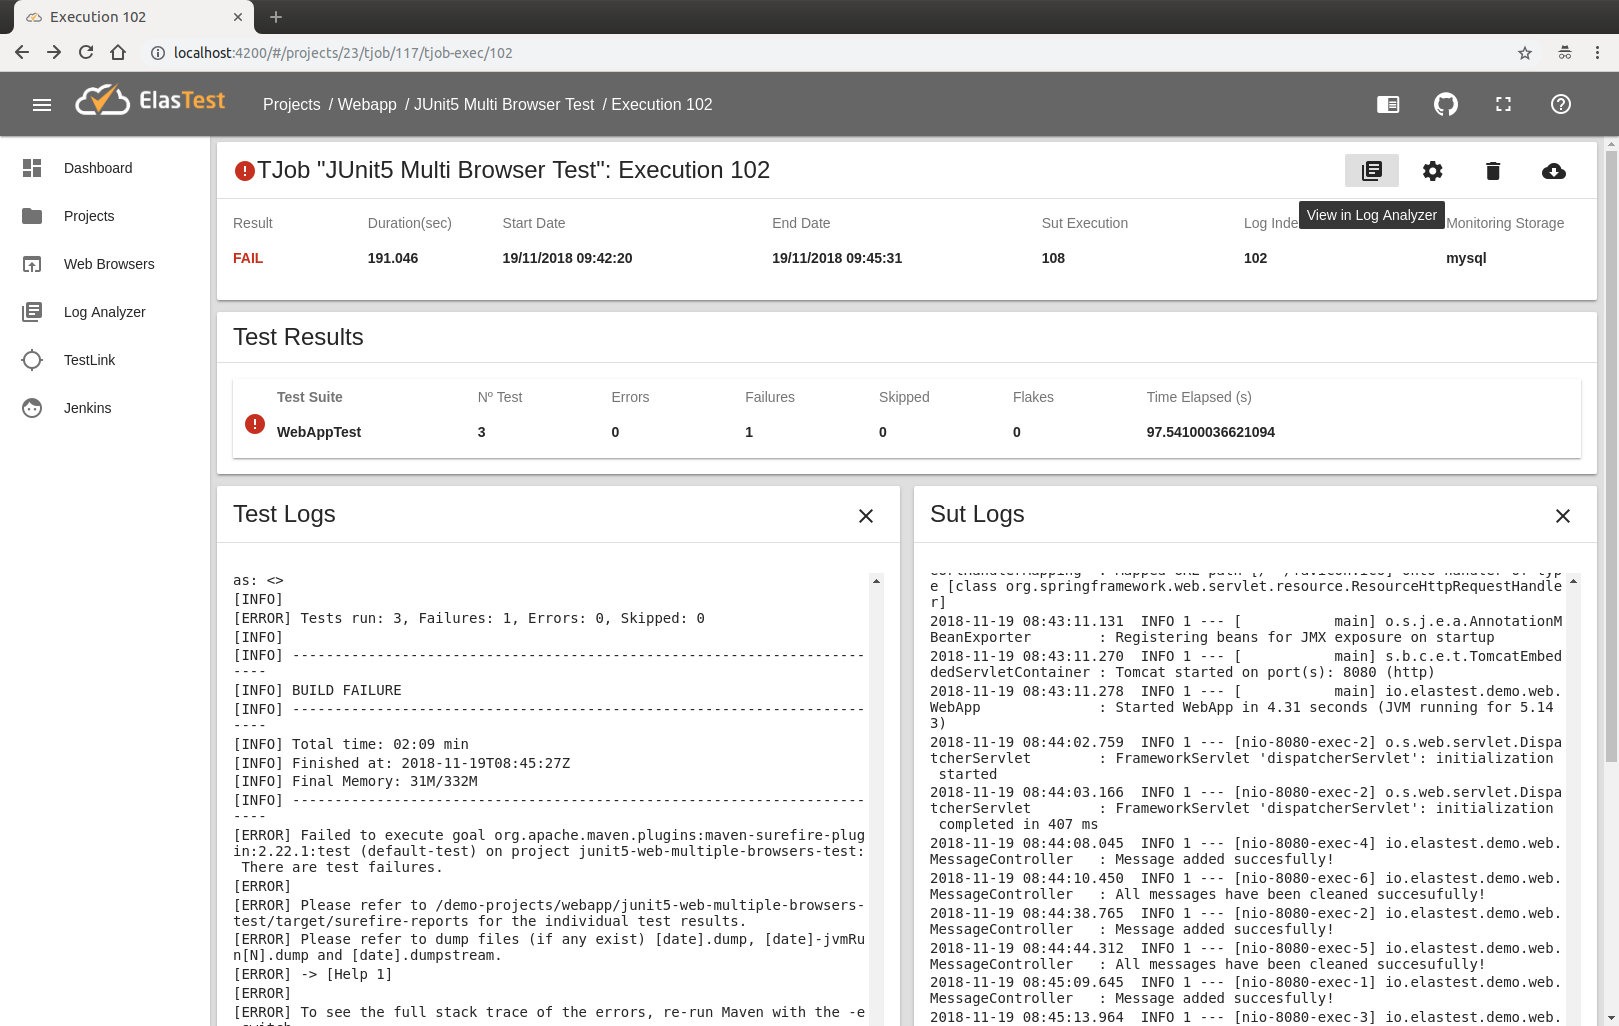 Execution 102
localhost:4200/#/projects/23/tjob/117/tjob-exec/102
ElasTest
Projects / Webapp / JUnit5 Multi Browser Test / Execution 102
Dashboard
Projects
Web Browsers
Log Analyzer
TestLink
Jenkins
TJob "JUnit5 Multi Browser Test": Execution 102
View in Log Analyzer
Result Duration(sec) Start Date End Date Sut Execution Log Inde Monitoring Storage
FAIL 191.046 19/11/2018 09:42:20 19/11/2018 09:45:31 108 102 mysql
Test Results
Test Suite Nº Test Errors Failures Skipped Flakes Time Elapsed (s)
WebAppTest 3 0 1 0 0 97.54100036621094
Test Logs
as: <>
[INFO]
[ERROR] Tests run: 3, Failures: 1, Errors: 0, Skipped: 0
[INFO]
[INFO] --------------------------------------------------------------------
----
[INFO] BUILD FAILURE
[INFO] --------------------------------------------------------------------
----
[INFO] Total time: 02:09 min
[INFO] Finished at: 2018-11-19T08:45:27Z
[INFO] Final Memory: 31M/332M
[INFO] --------------------------------------------------------------------
----
[ERROR] Failed to execute goal org.apache.maven.plugins:maven-surefire-plug
in:2.22.1:test (default-test) on project junit5-web-multiple-browsers-test:
There are test failures.
[ERROR]
[ERROR] Please refer to /demo-projects/webapp/junit5-web-multiple-browsers-
test/target/surefire-reports for the individual test results.
[ERROR] Please refer to dump files (if any exist) [date].dump, [date]-jvmRu
n[N].dump and [date].dumpstream.
[ERROR] -> [Help 1]
[ERROR]
[ERROR] To see the full stack trace of the errors, re-run Maven with the -e
Sut Logs
e [class org.springframework.web.servlet.resource.ResourceHttpRequestHandle
r]
2018-11-19 08:43:11.131  INFO 1 --- [           main] o.s.j.e.a.AnnotationM
BeanExporter        : Registering beans for JMX exposure on startup
2018-11-19 08:43:11.270  INFO 1 --- [           main] s.b.c.e.t.TomcatEmbed
dedServletContainer : Tomcat started on port(s): 8080 (http)
2018-11-19 08:43:11.278  INFO 1 --- [           main] io.elastest.demo.web.
WebApp              : Started WebApp in 4.31 seconds (JVM running for 5.14
3)
2018-11-19 08:44:02.759  INFO 1 --- [nio-8080-exec-2] o.s.web.servlet.Dispa
tcherServlet        : FrameworkServlet 'dispatcherServlet': initialization
started
2018-11-19 08:44:03.166  INFO 1 --- [nio-8080-exec-2] o.s.web.servlet.Dispa
tcherServlet        : FrameworkServlet 'dispatcherServlet': initialization
completed in 407 ms
2018-11-19 08:44:08.045  INFO 1 --- [nio-8080-exec-4] io.elastest.demo.web.
MessageController   : Message added succesfully!
2018-11-19 08:44:10.450  INFO 1 --- [nio-8080-exec-6] io.elastest.demo.web.
MessageController   : All messages have been cleaned succesufully!
2018-11-19 08:44:38.765  INFO 1 --- [nio-8080-exec-2] io.elastest.demo.web.
MessageController   : Message added succesfully!
2018-11-19 08:44:44.312  INFO 1 --- [nio-8080-exec-5] io.elastest.demo.web.
MessageController   : All messages have been cleaned succesufully!
2018-11-19 08:45:09.645  INFO 1 --- [nio-8080-exec-1] io.elastest.demo.web.
MessageController   : Message added succesfully!
2018-11-19 08:45:13.964  INFO 1 --- [nio-8080-exec-3] io.elastest.demo.web.